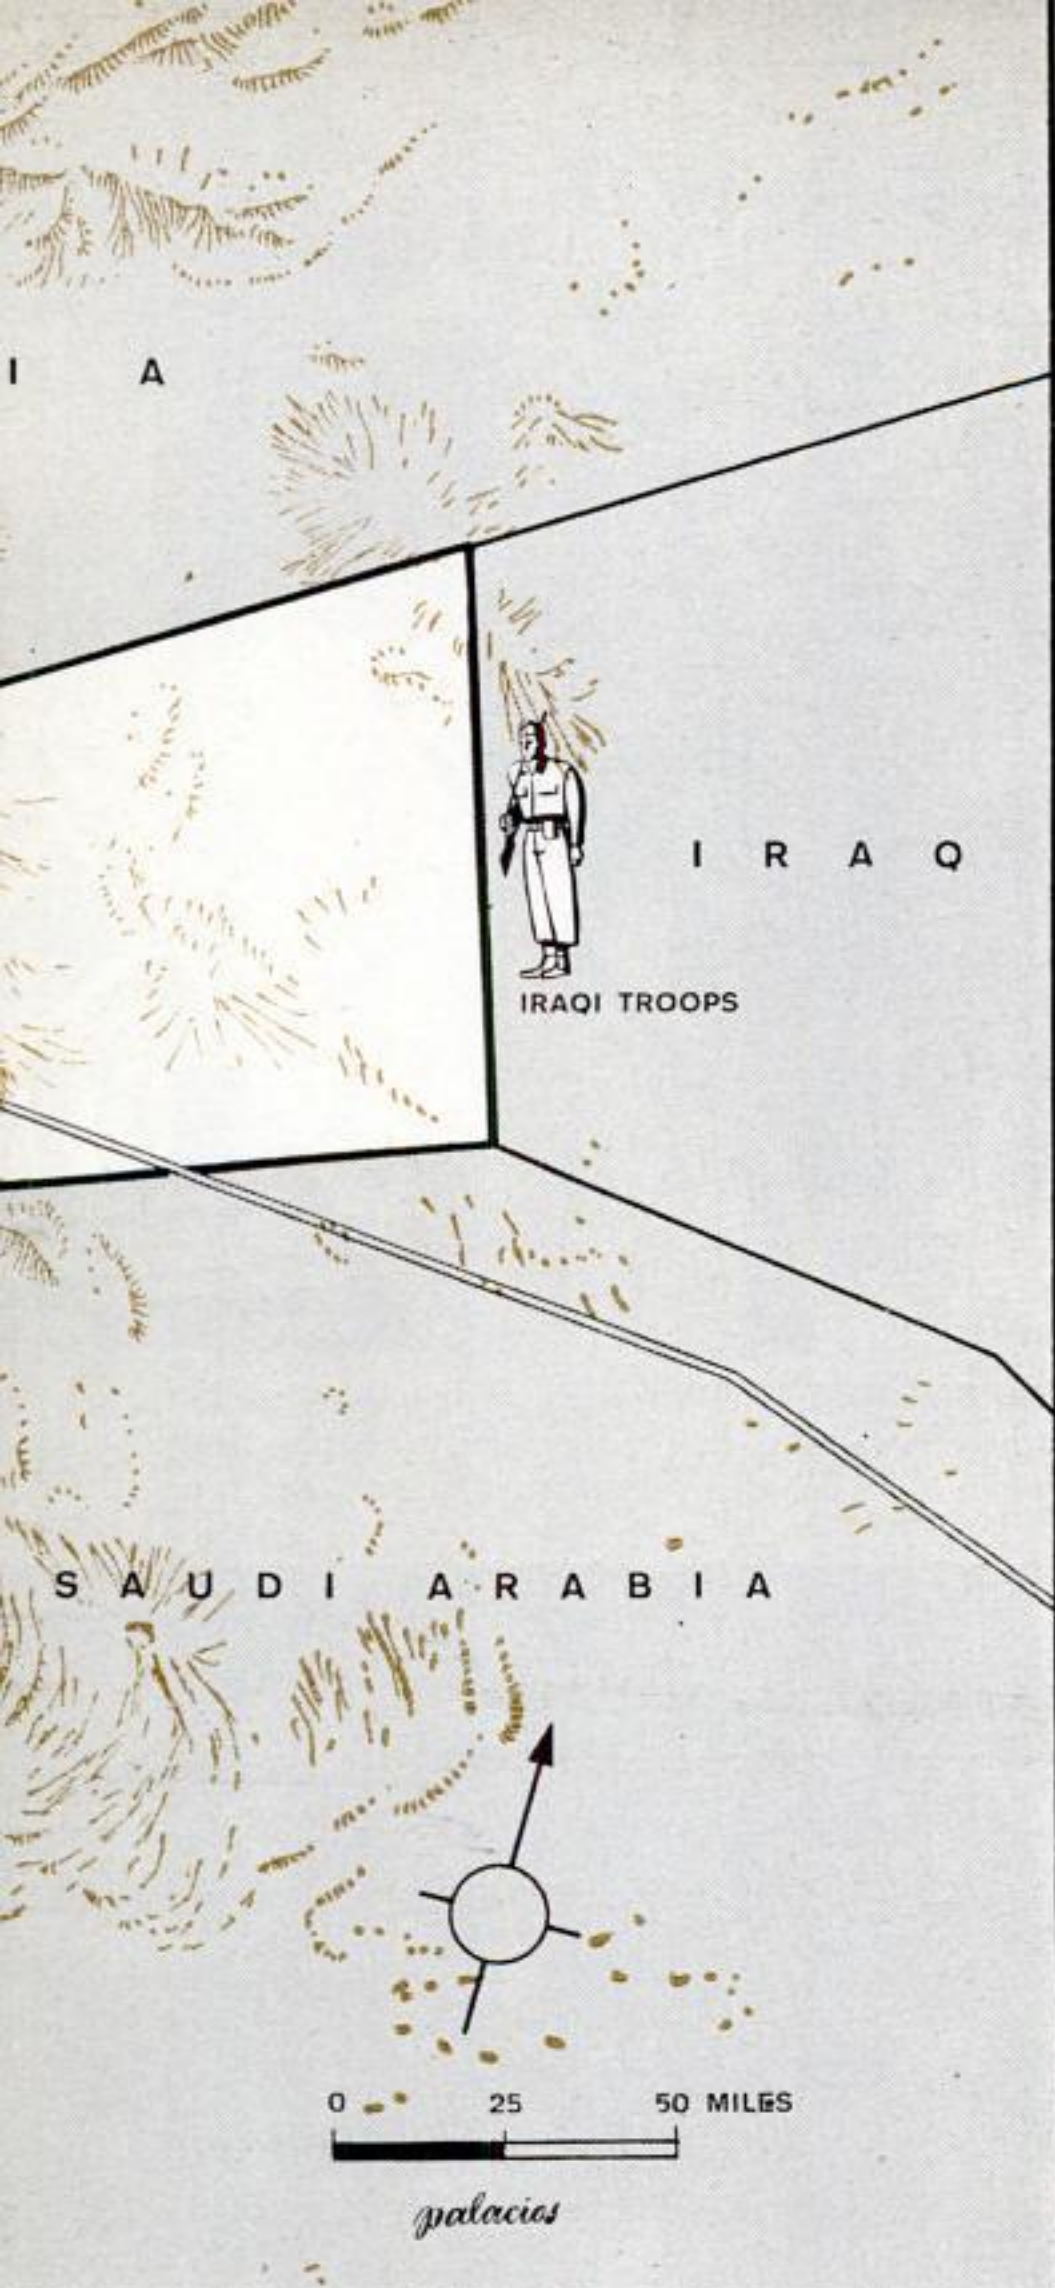 I A
I R A Q
IRAQI TROOPS
S A U D I A R A B I A
0 25 50 MILES
palacios